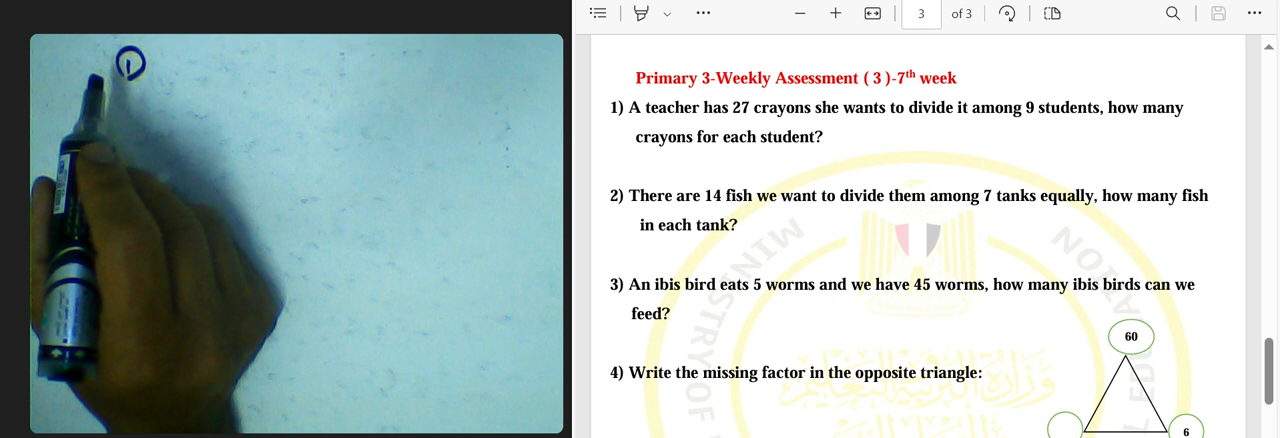 1
3 of 3
Primary 3-Weekly Assessment ( 3 )-7th week
1) A teacher has 27 crayons she wants to divide it among 9 students, how many
crayons for each student?
2) There are 14 fish we want to divide them among 7 tanks equally, how many fish
in each tank?
3) An ibis bird eats 5 worms and we have 45 worms, how many ibis birds can we
feed?
60
4) Write the missing factor in the opposite triangle:
6